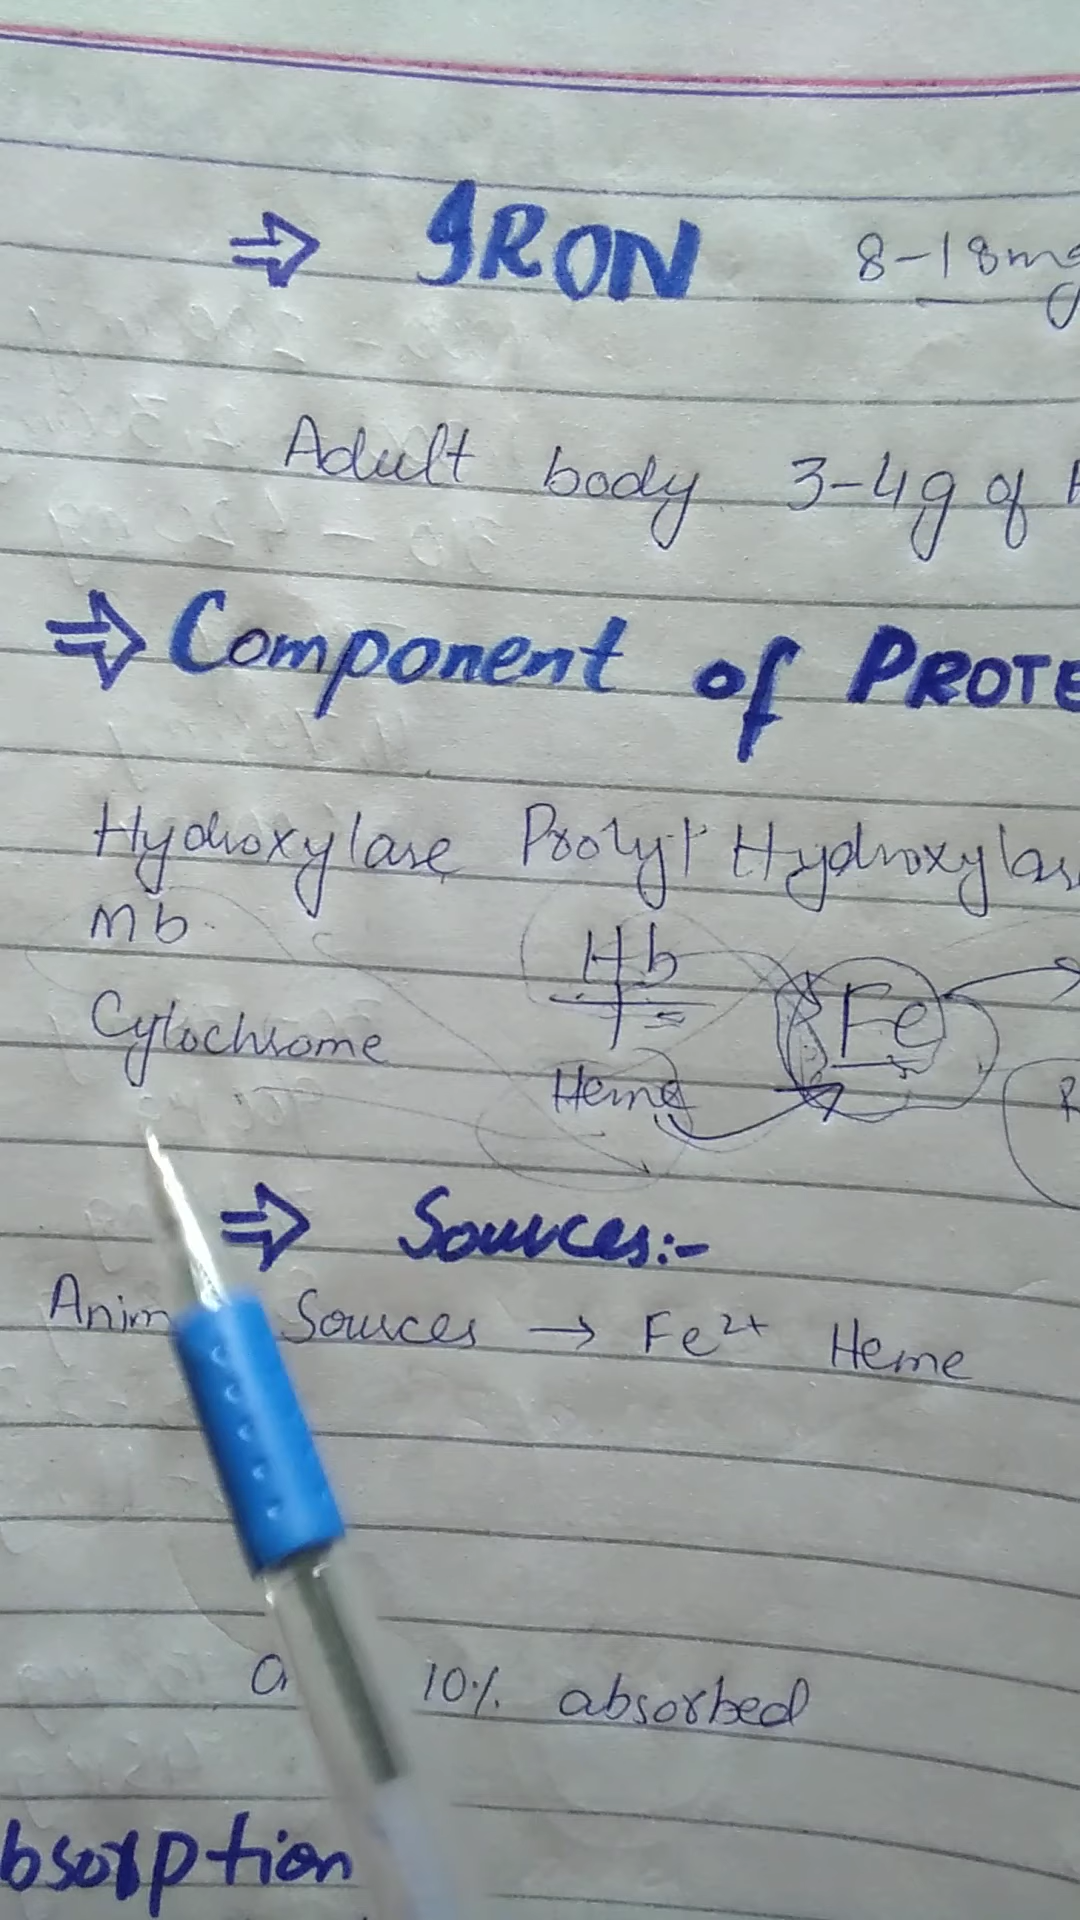 ⇒ IRON 8-18mg
Adult body 3-4g of
⇒ Component of PROTE
Hydroxylase Prolyl Hydroxylas
Mb Hb Fe
Cytochrome Heme
⇒ Sources:-
Anim Sources → Fe2+ Heme
10% absorbed
bsorption